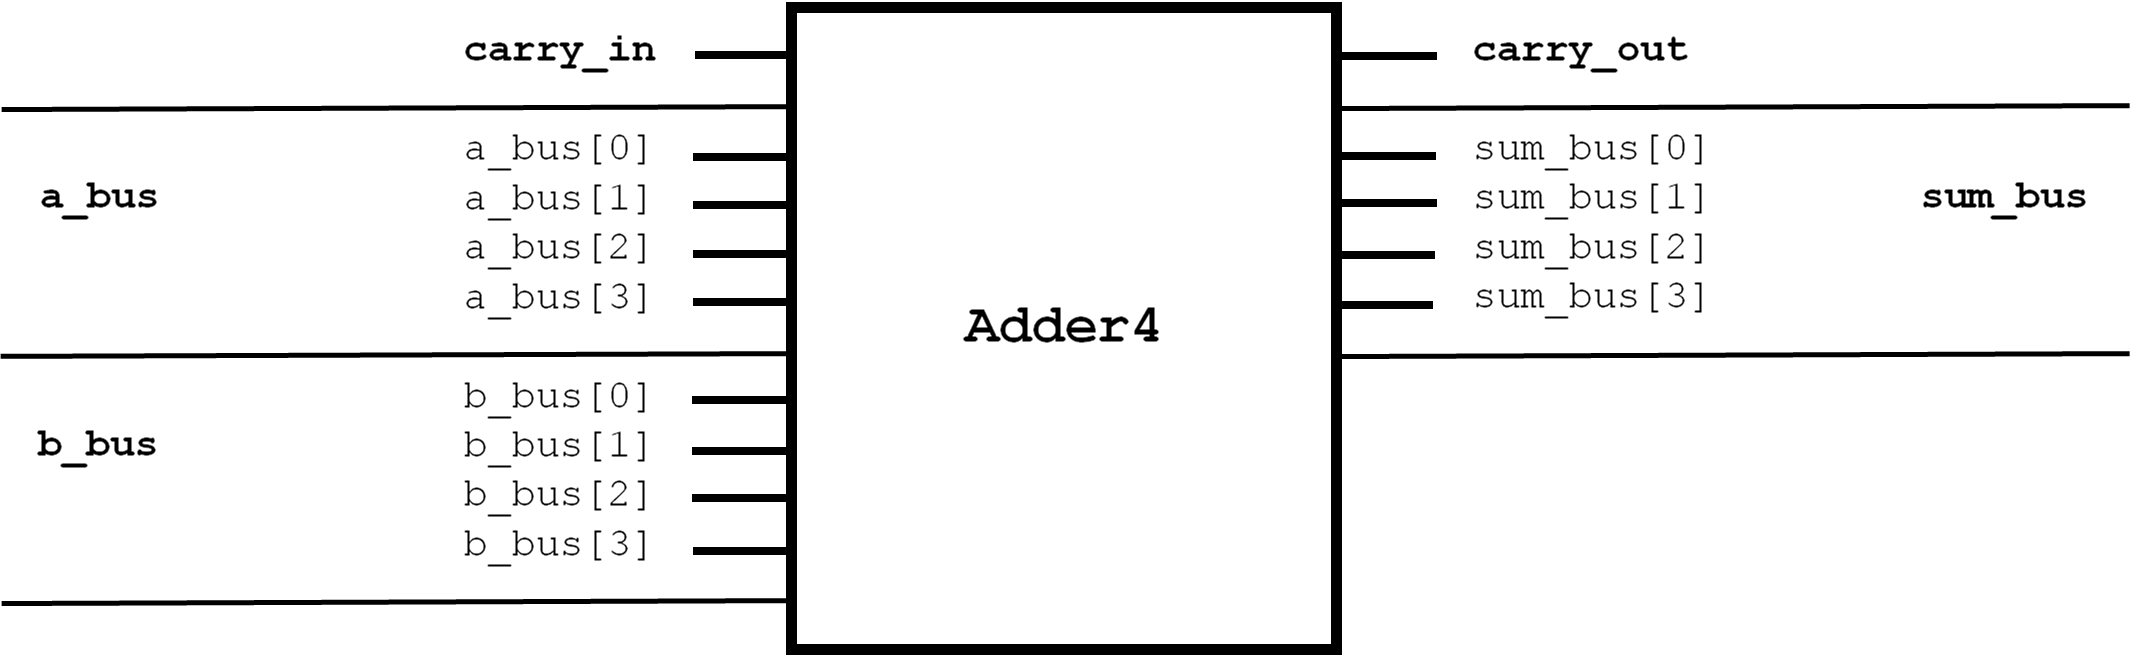 carry_in
carry_out
a_bus[0]
sum_bus[0]
a_bus
a_bus[1]
sum_bus[1]
sum_bus
a_bus[2]
sum_bus[2]
a_bus[3]
sum_bus[3]
Adder4
b_bus[0]
b_bus
b_bus[1]
b_bus[2]
b_bus[3]